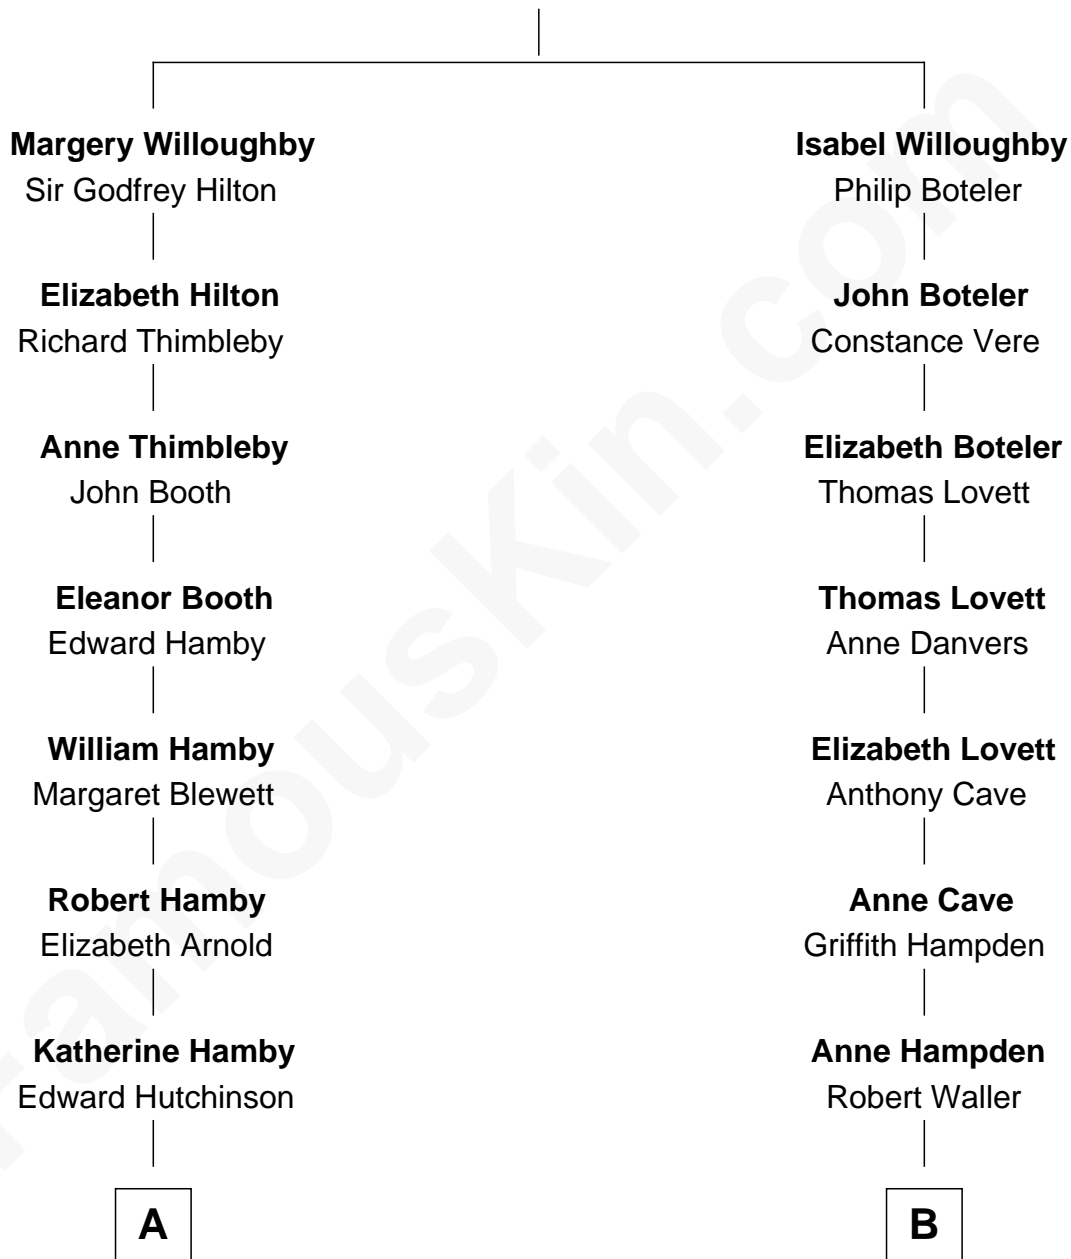 Margery Willoughby
Sir Godfrey Hilton
Elizabeth Hilton
Richard Thimbleby
Anne Thimbleby
John Booth
Eleanor Booth
Edward Hamby
William Hamby
Margaret Blewett
Robert Hamby
Elizabeth Arnold
Katherine Hamby
Edward Hutchinson
A
Isabel Willoughby
Philip Boteler
John Boteler
Constance Vere
Elizabeth Boteler
Thomas Lovett
Thomas Lovett
Anne Danvers
Elizabeth Lovett
Anthony Cave
Anne Cave
Griffith Hampden
Anne Hampden
Robert Waller
B
FamousKin.com